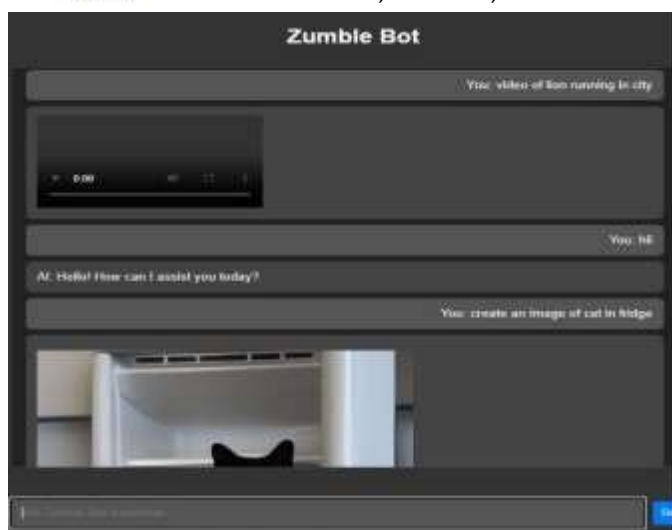 Zumble Bot
You: video of lion running in city
0:00
You: hi
AI: Hello! How can I assist you today?
You: create an image of cat in fridge